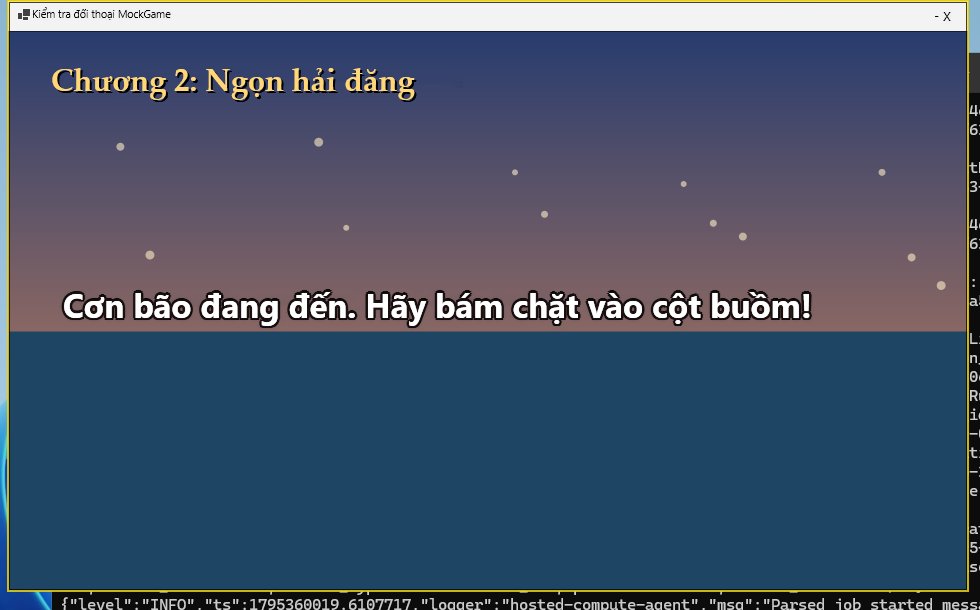 Kiểm tra đối thoại MockGame
- X
Chương 2: Ngọn hải đăng
Cơn bão đang đến. Hãy bám chặt vào cột buồm!
{"level":"INFO","ts":1795360019.6107717,"logger":"hosted-compute-agent","msg":"Parsed job started mes